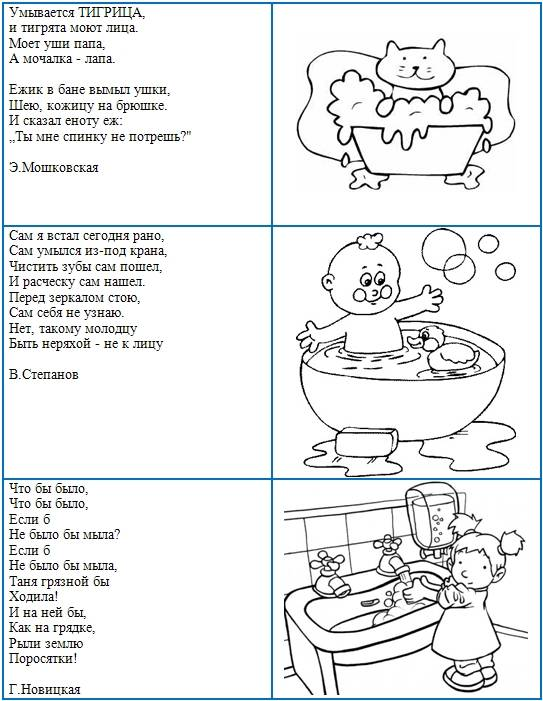 Умывается ТИГРИЦА,
и тигрята моют лица.
Моет уши папа,
А мочалка - лапа.
Ежик в бане вымыл ушки,
Шею, кожицу на брюшке.
И сказал еноту еж:
,,Ты мне спинку не потрешь?"
Э.Мошковская
Сам я встал сегодня рано,
Сам умылся из-под крана,
Чистить зубы сам пошел,
И расческу сам нашел.
Перед зеркалом стою,
Сам себя не узнаю.
Нет, такому молодцу
Быть неряхой - не к лицу
В.Степанов
Что бы было,
Что бы было,
Если б
Не было бы мыла?
Если б
Не было бы мыла,
Таня грязной бы
Ходила!
И на ней бы,
Как на грядке,
Рыли землю
Поросятки!
Г.Новицкая